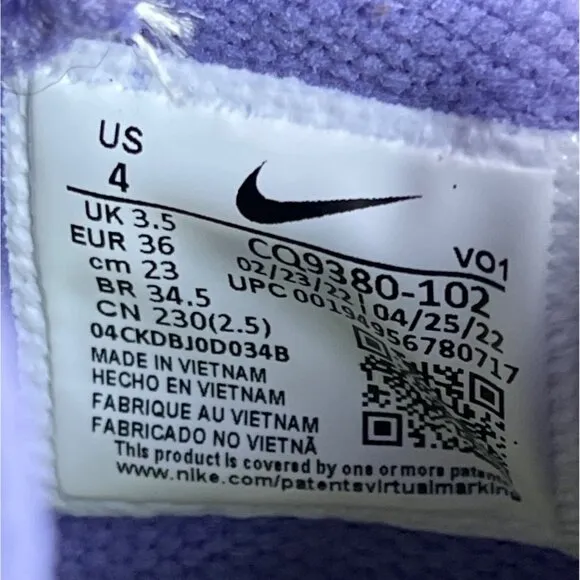 US
4
VO1
UK 3.5
EUR 36
cm 23
BR 34.5
CN 230(2.5)
CQ9380-102
02/23/22 | 04/25/22
UPC 00194956780717
04CKDBJ0D034B
MADE IN VIETNAM
HECHO EN VIETNAM
FABRIQUE AU VIETNAM
FABRICADO NO VIETNÃ
This product is covered by one or more
www.nike.com/patentsvirtualmarking